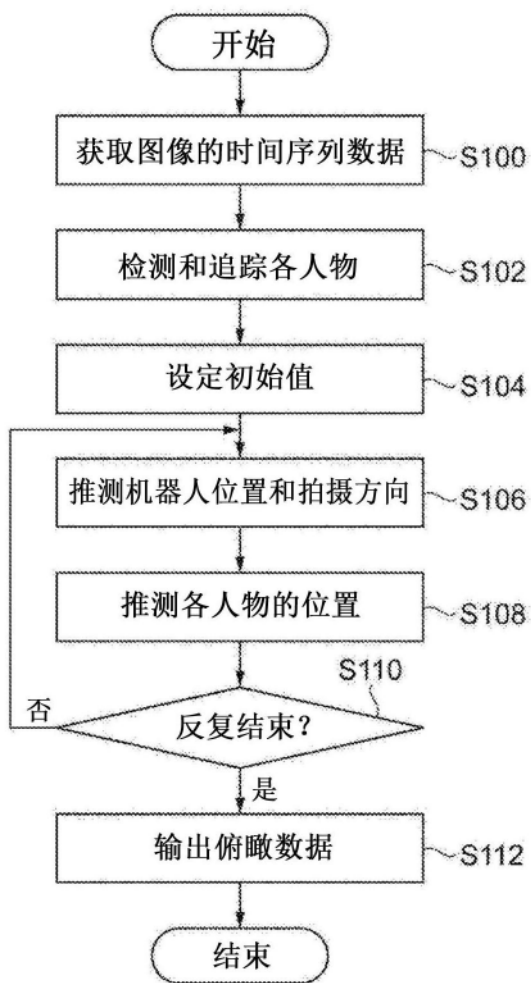 开始
获取图像的时间序列数据
S100
检测和追踪各人物
S102
设定初始值
S104
推测机器人位置和拍摄方向
S106
推测各人物的位置
S108
S110
反复结束？
否
是
输出俯瞰数据
S112
结束